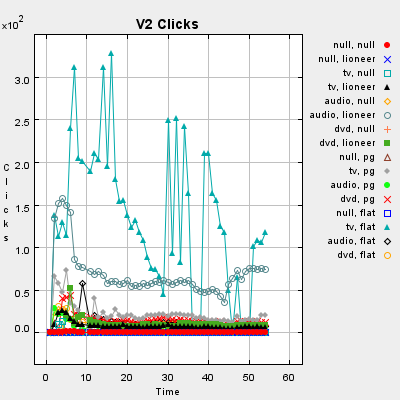 V2 Clicks
x10²
3.0
2.5
2.0
1.5
1.0
0.5
0.0
Clicks
0 10 20 30 40 50 60
Time
null, null
null, lioneer
tv, null
tv, lioneer
audio, null
audio, lioneer
dvd, null
dvd, lioneer
null, pg
tv, pg
audio, pg
dvd, pg
null, flat
tv, flat
audio, flat
dvd, flat